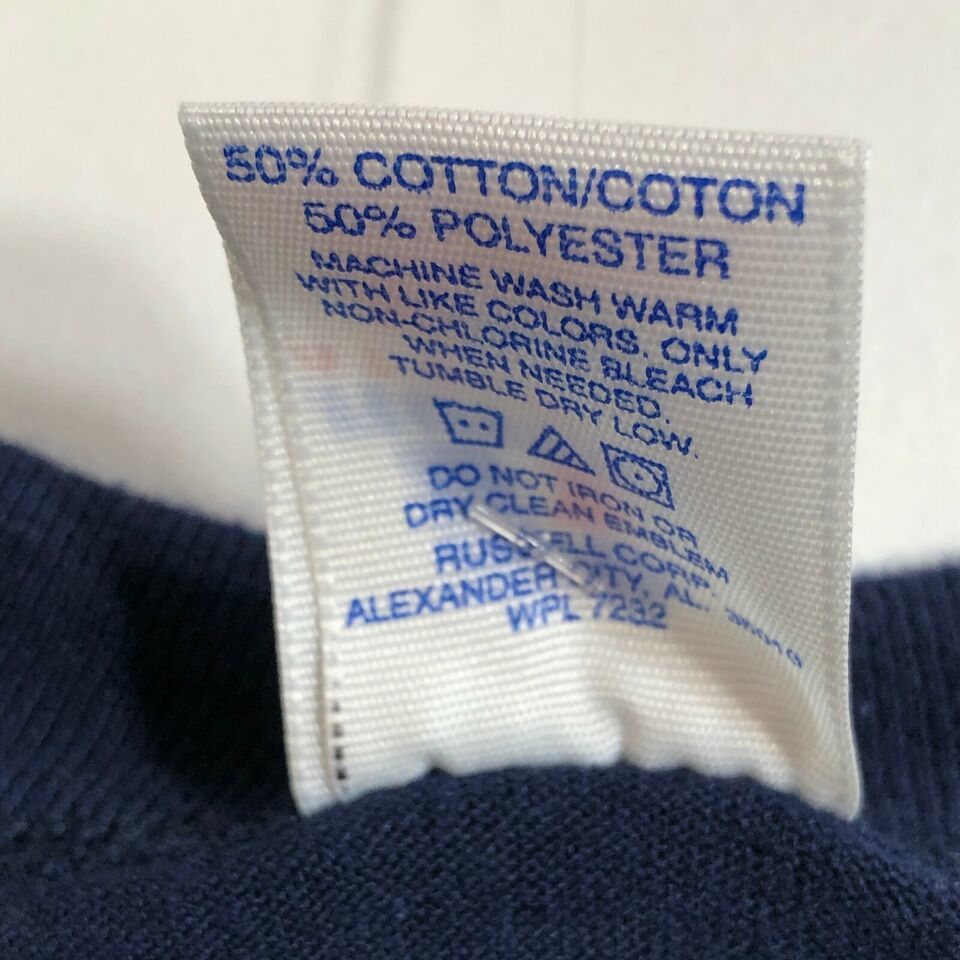 50% COTTON/COTON
50% POLYESTER
MACHINE WASH WARM
WITH LIKE COLORS. ONLY
NON-CHLORINE BLEACH
WHEN NEEDED.
TUMBLE DRY LOW.
DO NOT IRON OR
DRY CLEAN EMBLEM
RUSSELL CORP.
ALEXANDER CITY, AL. 35010
WPL 7232